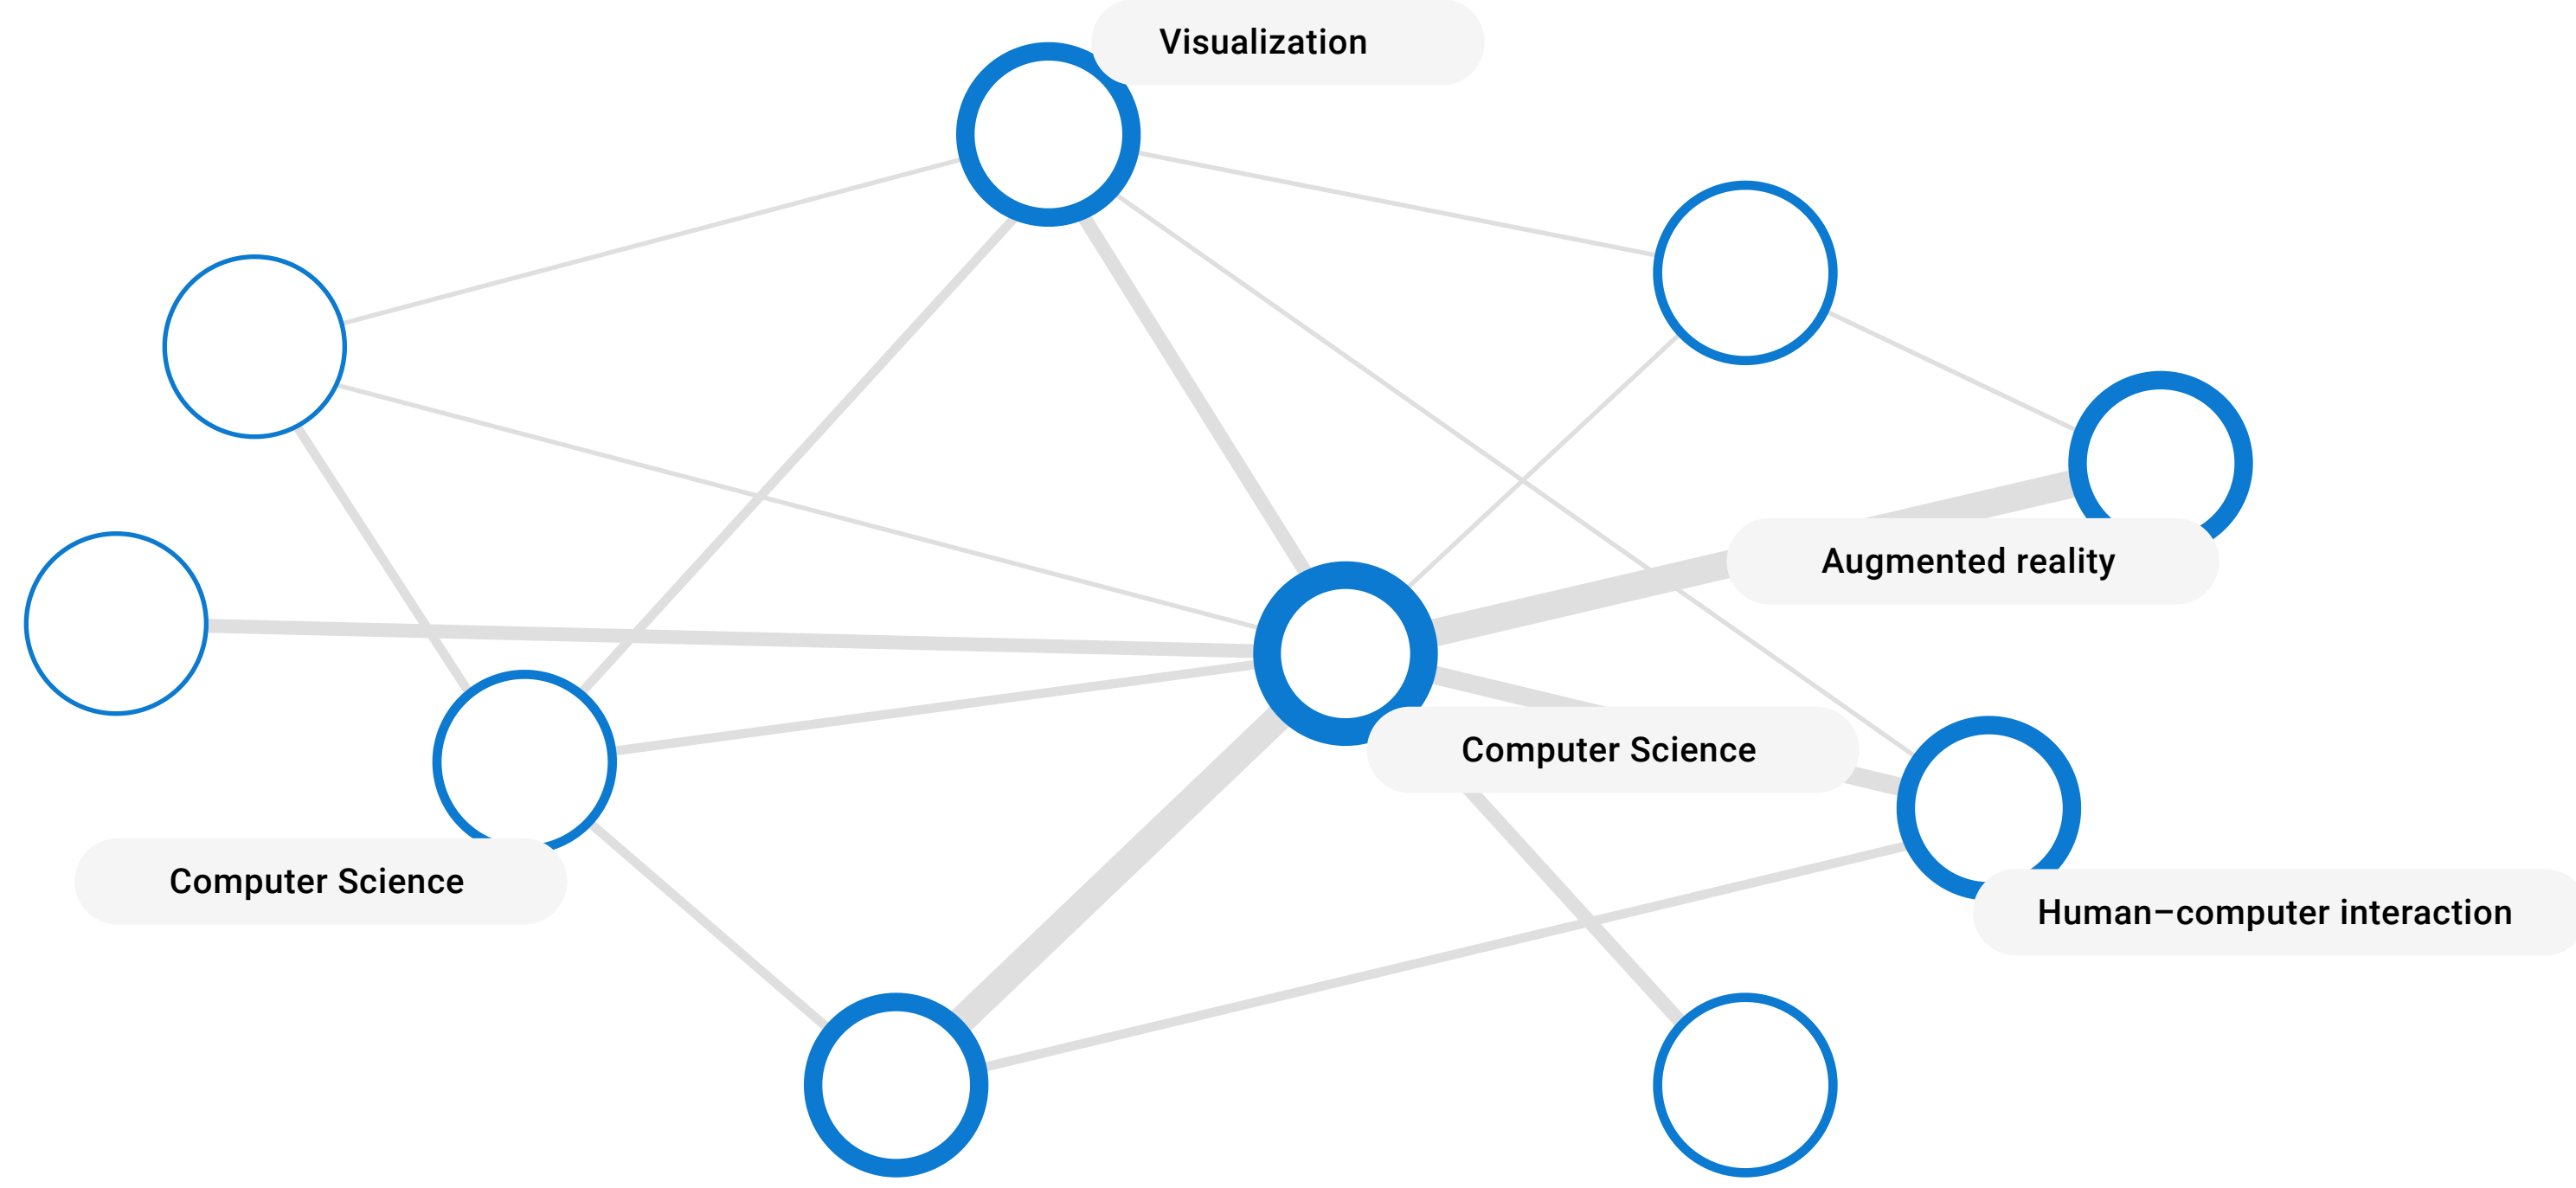 Visualization
Augmented reality
Computer Science
Computer Science
Human–computer interaction